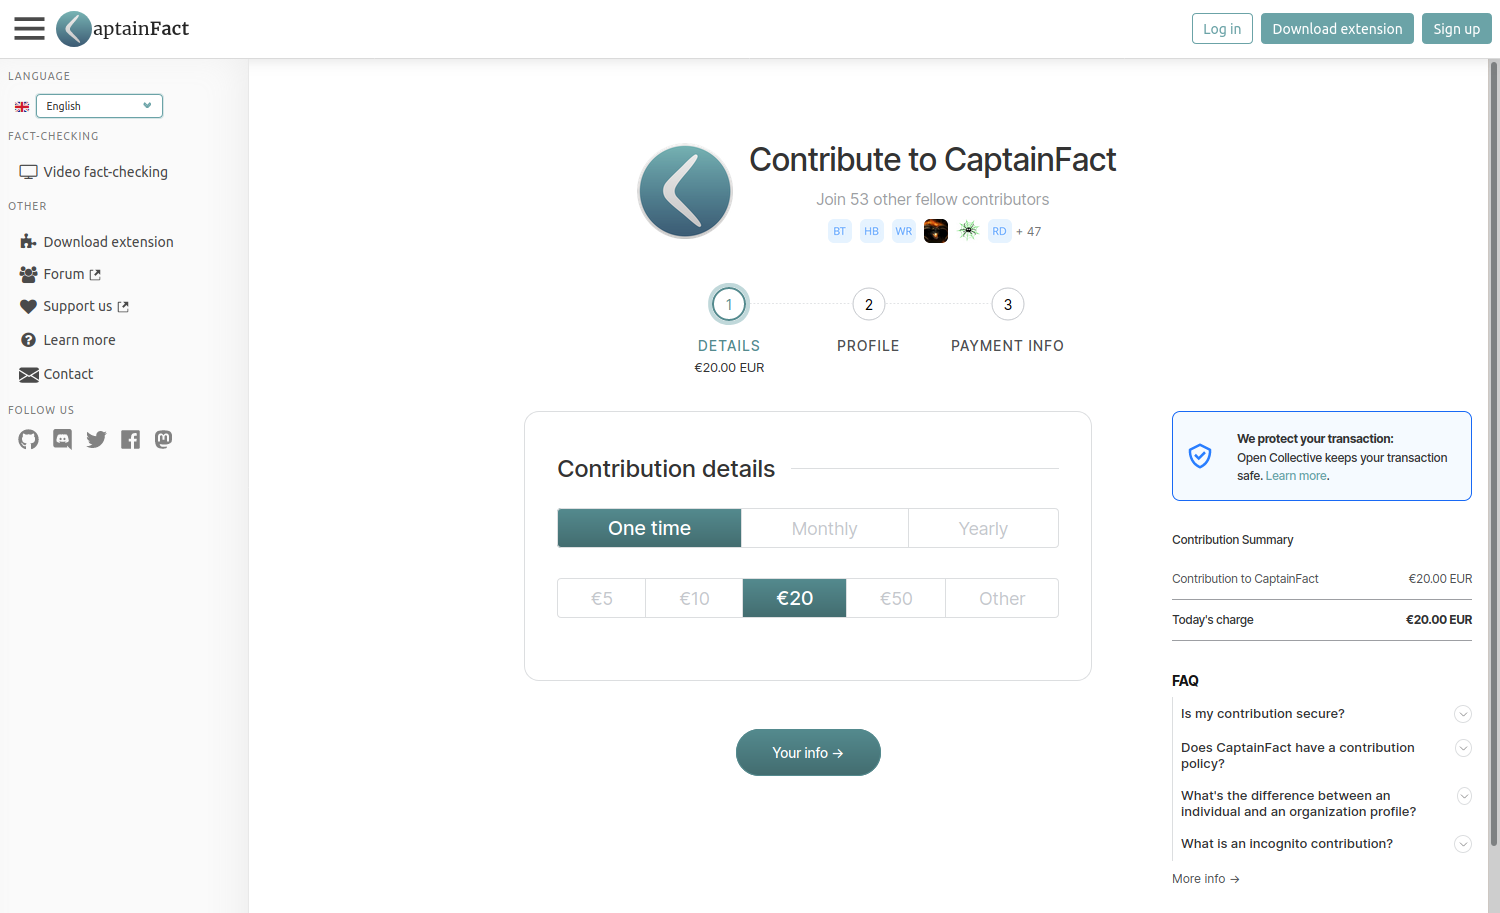 aptainFact
Log in
Download extension
Sign up
LANGUAGE
English
FACT-CHECKING
Video fact-checking
OTHER
Download extension
Forum
Support us
Learn more
Contact
FOLLOW US
Contribute to CaptainFact
Join 53 other fellow contributors
BT
HB
WR
RD
+ 47
1
2
3
DETAILS
PROFILE
PAYMENT INFO
€20.00 EUR
Contribution details
One time
Monthly
Yearly
€5
€10
€20
€50
Other
Your info →
We protect your transaction:
Open Collective keeps your transaction
safe. Learn more.
Contribution Summary
Contribution to CaptainFact
€20.00 EUR
Today's charge
€20.00 EUR
FAQ
Is my contribution secure?
Does CaptainFact have a contribution
policy?
What's the difference between an
individual and an organization profile?
What is an incognito contribution?
More info →